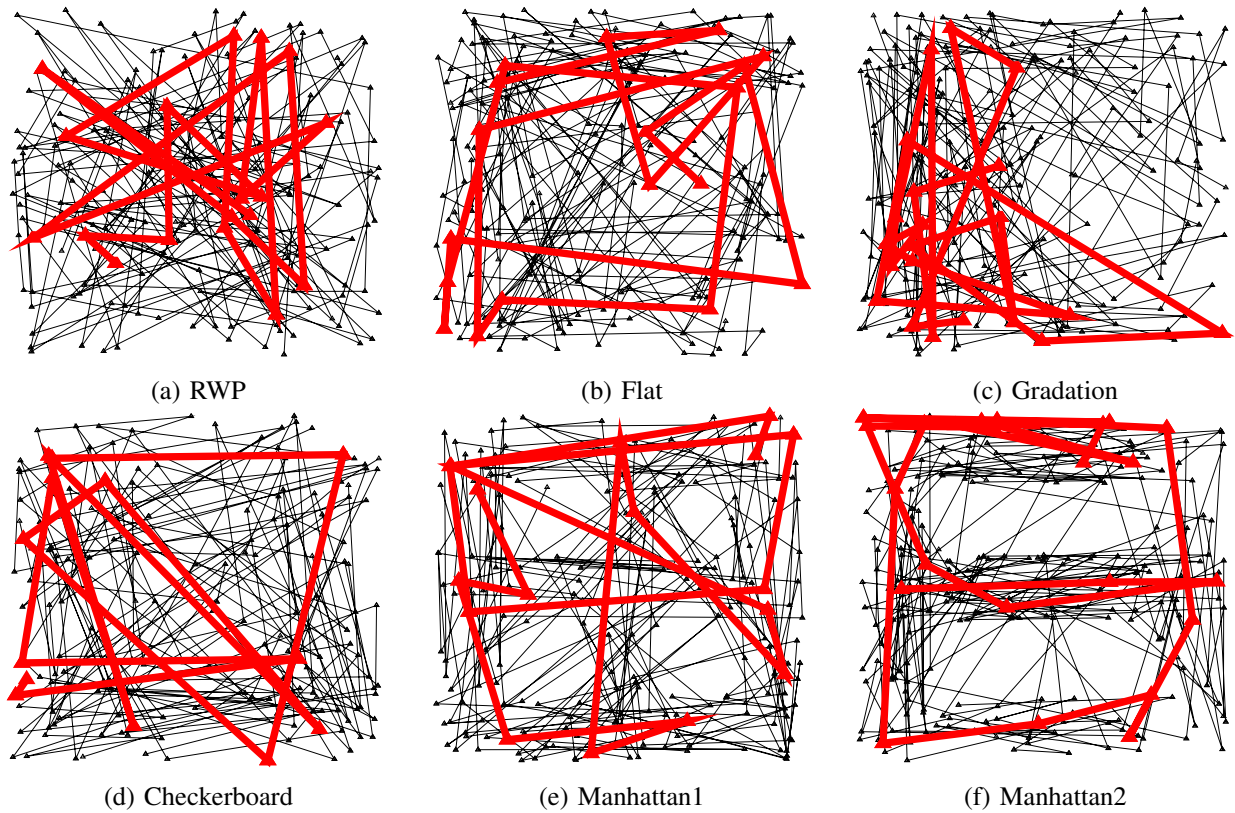 (a) RWP
(b) Flat
(c) Gradation
(d) Checkerboard
(e) Manhattan1
(f) Manhattan2